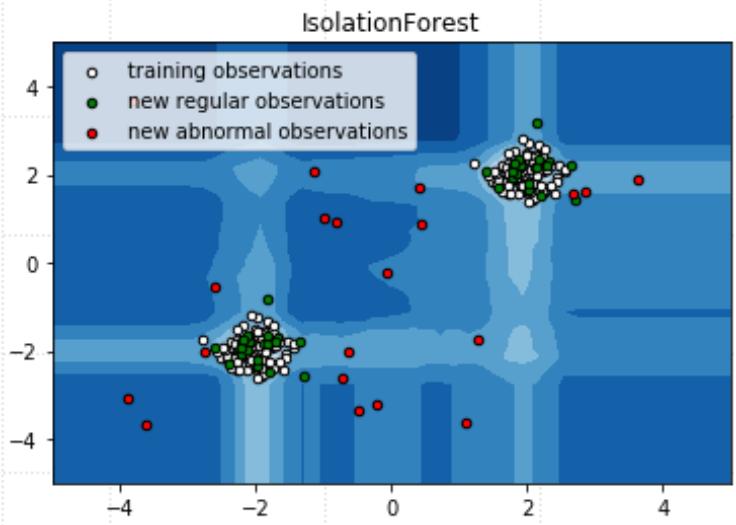 IsolationForest
training observations
new regular observations
new abnormal observations
4
2
0
−2
−4
−4 −2 0 2 4